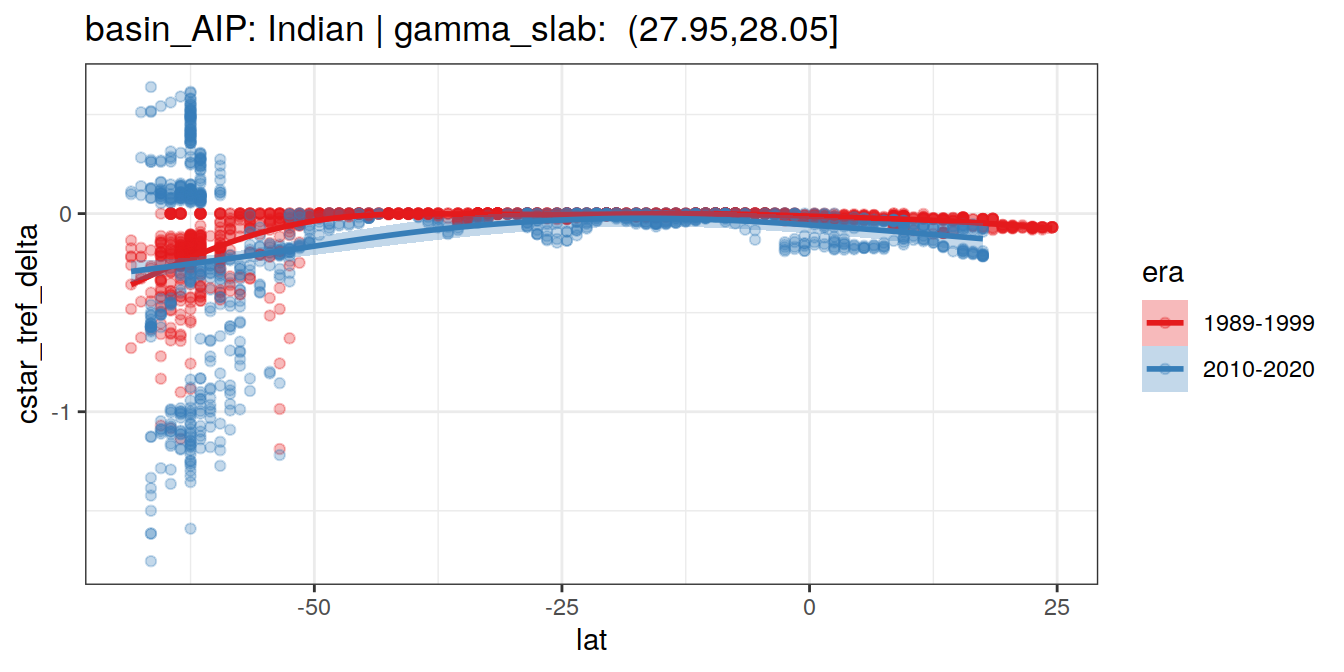 basin_AIP: Indian | gamma_slab:  (27.95,28.05]
cstar_tref_delta
0
-1
-50
-25
0
25
lat
era
1989-1999
2010-2020